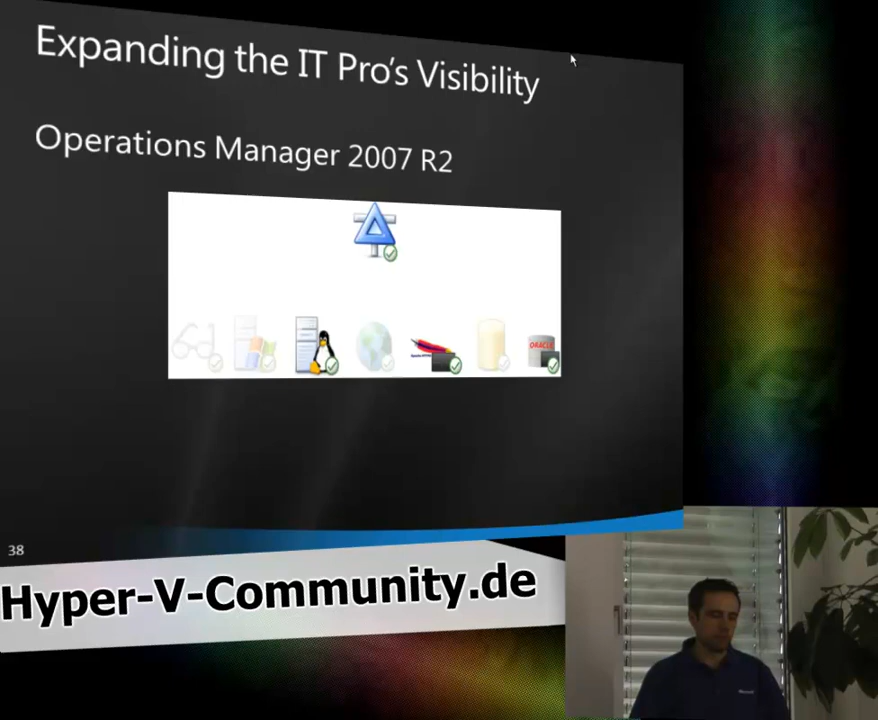 Expanding the IT Pro's Visibility
Operations Manager 2007 R2
ORACLE
38
Hyper-V-Community.de